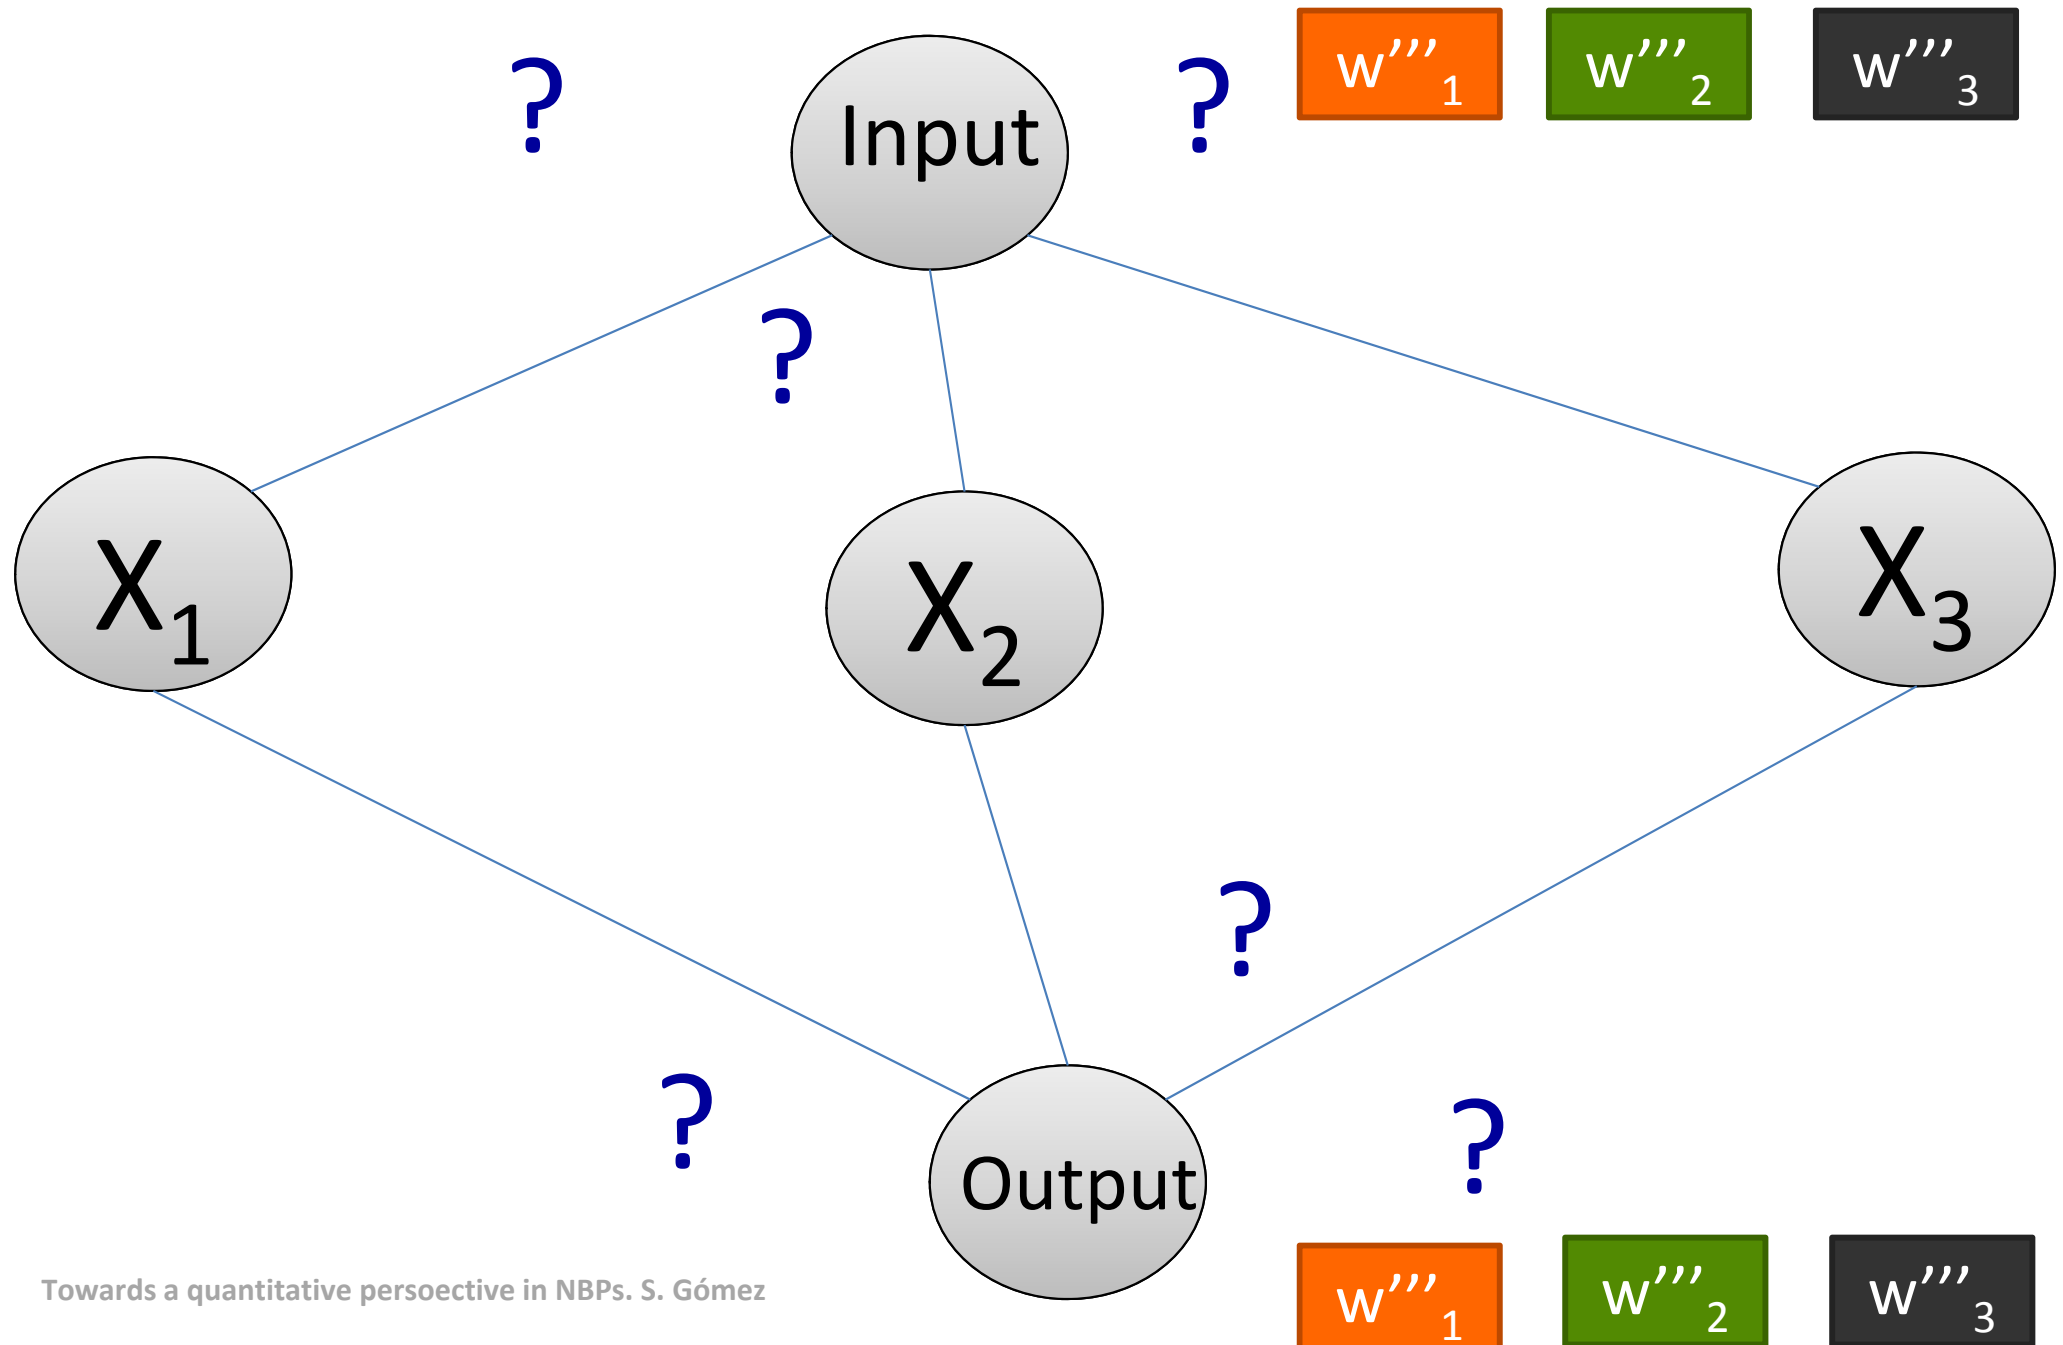 ? Input ? w’’’1 w’’’2 w’’’3
?
X1 X2 X3
?
? Output ?
Towards a quantitative persoective in NBPs. S. Gómez
w’’’1 w’’’2 w’’’3